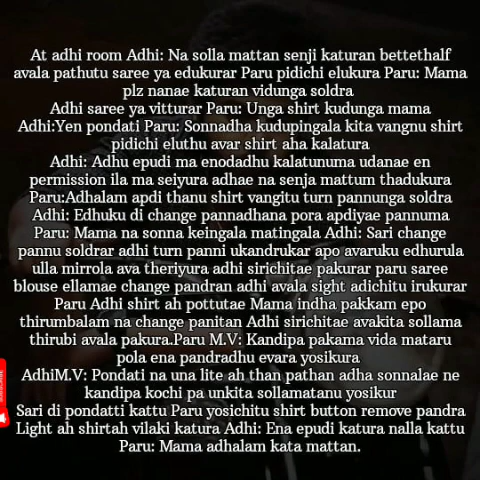 At adhi room Adhi: Na solla mattan senji katuran bettethalf
avala pathutu saree ya edukurar Paru pidichi elukura Paru: Mama
plz nanae katuran vidunga soldra
Adhi saree ya vitturar Paru: Unga shirt kudunga mama
Adhi:Yen pondati Paru: Sonnadha kudupingala kita vangnu shirt
pidichi eluthu avar shirt aha kalatura
Adhi: Adhu epudi ma enodadhu kalatunuma udanae en
permission ila ma seiyura adhae na senja mattum thadukura
Paru:Adhalam apdi thanu shirt vangitu turn pannunga soldra
Adhi: Edhuku di change pannadhana pora apdiyae pannuma
Paru: Mama na sonna keingala matingala Adhi: Sari change
pannu soldrar adhi turn panni ukandrukar apo avaruku edhurula
ulla mirrola ava theriyura adhi sirichitae pakurar paru saree
blouse ellamae change pandran adhi avala sight adichitu irukurar
Paru Adhi shirt ah pottutae Mama indha pakkam epo
thirumbalam na change panitan Adhi sirichitae avakita sollama
thirubi avala pakura.Paru M.V: Kandipa pakama vida mataru
pola ena pandradhu evara yosikura
AdhiM.V: Pondati na una lite ah than pathan adha sonnalae ne
kandipa kochi pa unkita sollamatanu yosikur
Sari di pondatti kattu Paru yosichitu shirt button remove pandra
Light ah shirtah vilaki katura Adhi: Ena epudi katura nalla kattu
Paru: Mama adhalam kata mattan.